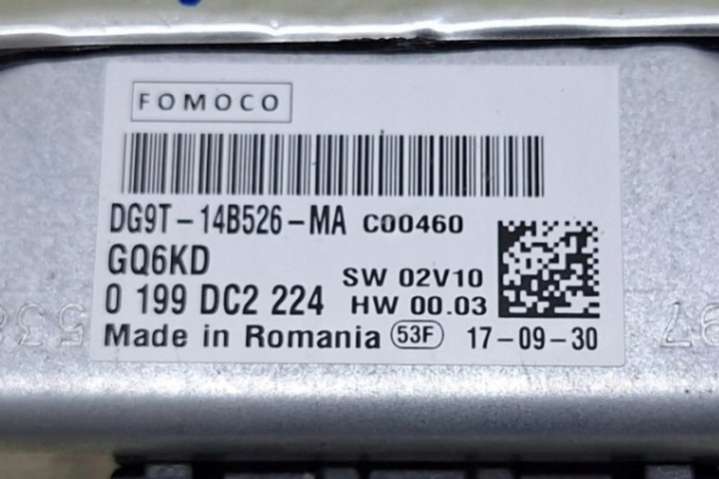 FOMOCO
DG9T-14B526-MA C00460
GQ6KD
SW 02V10
0 199 DC2 224 HW 00.03
Made in Romania 53F 17-09-30